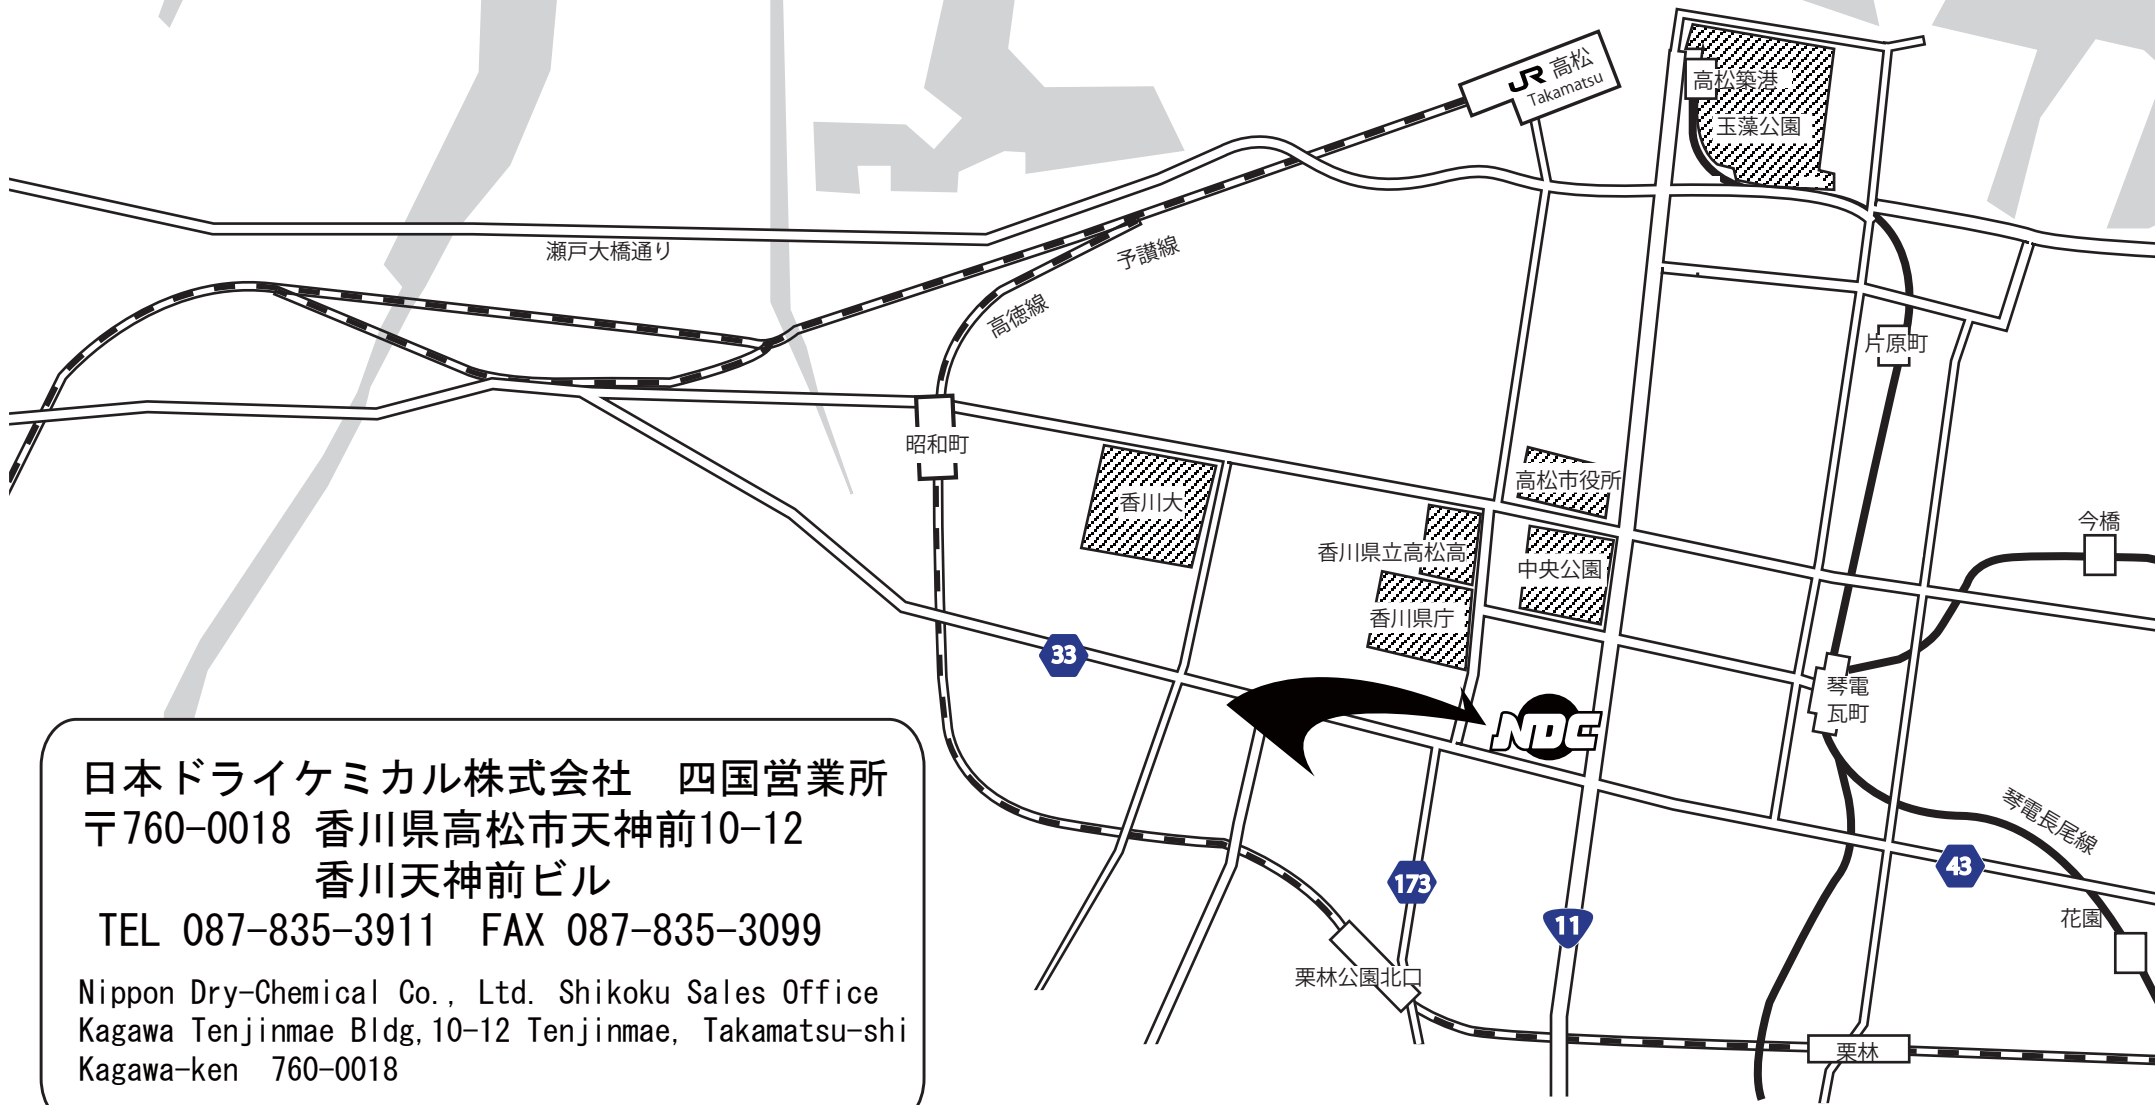 JR 高松
Takamatsu
高松築港
玉藻公園
瀬戸大橋通り
予讃線
高徳線
片原町
昭和町
香川大
高松市役所
香川県立高松高
中央公園
今橋
香川県庁
33
琴電
瓦町
NDC
琴電長尾線
173
11
43
花園
栗林公園北口
栗林
日本ドライケミカル株式会社　四国営業所
〒760-0018 香川県高松市天神前10-12
香川天神前ビル
TEL 087-835-3911　FAX 087-835-3099
Nippon Dry-Chemical Co., Ltd. Shikoku Sales Office
Kagawa Tenjinmae Bldg,10-12 Tenjinmae, Takamatsu-shi
Kagawa-ken　760-0018